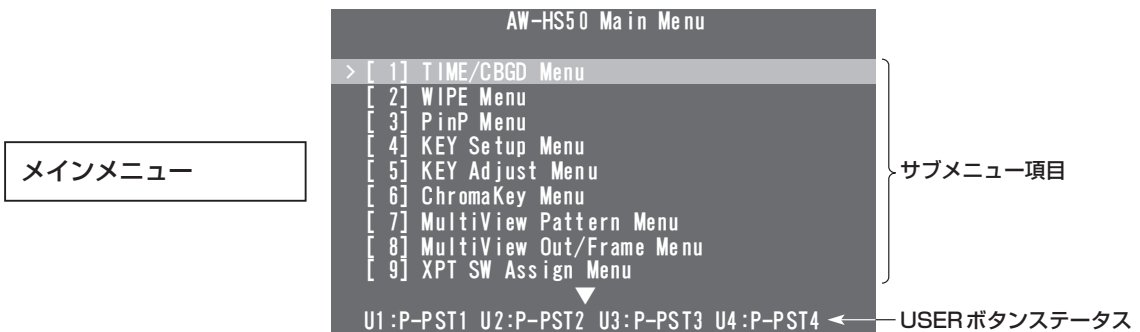 AW-HS50 Main Menu
> [ 1] TIME/CBGD Menu
[ 2] WIPE Menu
[ 3] PinP Menu
[ 4] KEY Setup Menu
[ 5] KEY Adjust Menu
[ 6] ChromaKey Menu
[ 7] MultiView Pattern Menu
[ 8] MultiView Out/Frame Menu
[ 9] XPT SW Assign Menu
▼
U1:P-PST1 U2:P-PST2 U3:P-PST3 U4:P-PST4
メインメニュー
サブメニュー項目
USERボタンステータス